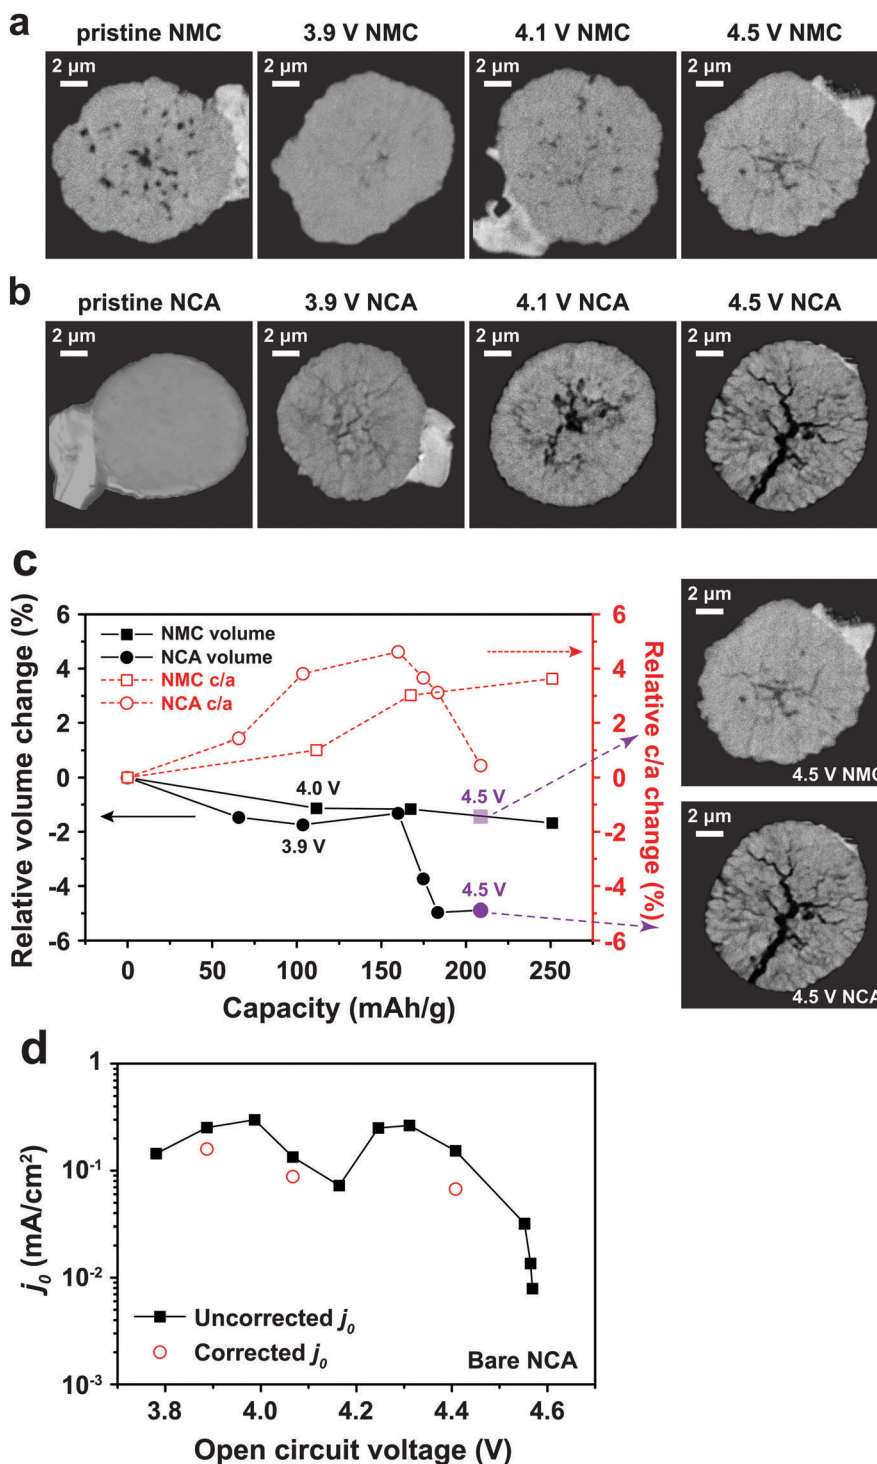 a
pristine NMC 3.9 V NMC 4.1 V NMC 4.5 V NMC
2 μm 2 μm 2 μm 2 μm
b
pristine NCA 3.9 V NCA 4.1 V NCA 4.5 V NCA
2 μm 2 μm 2 μm 2 μm
c
Relative volume change (%)
6
4
2
0
-2
-4
-6
NMC volume
NCA volume
NMC c/a
NCA c/a
4.0 V
3.9 V
4.5 V
4.5 V
6
4
2
0
-2
-4
-6
Relative c/a change (%)
0 50 100 150 200 250
Capacity (mAh/g)
2 μm
4.5 V NMC
2 μm
4.5 V NCA
d
j0 (mA/cm²)
1
10-1
10-2
10-3
Uncorrected j0
Corrected j0
Bare NCA
3.8 4.0 4.2 4.4 4.6
Open circuit voltage (V)